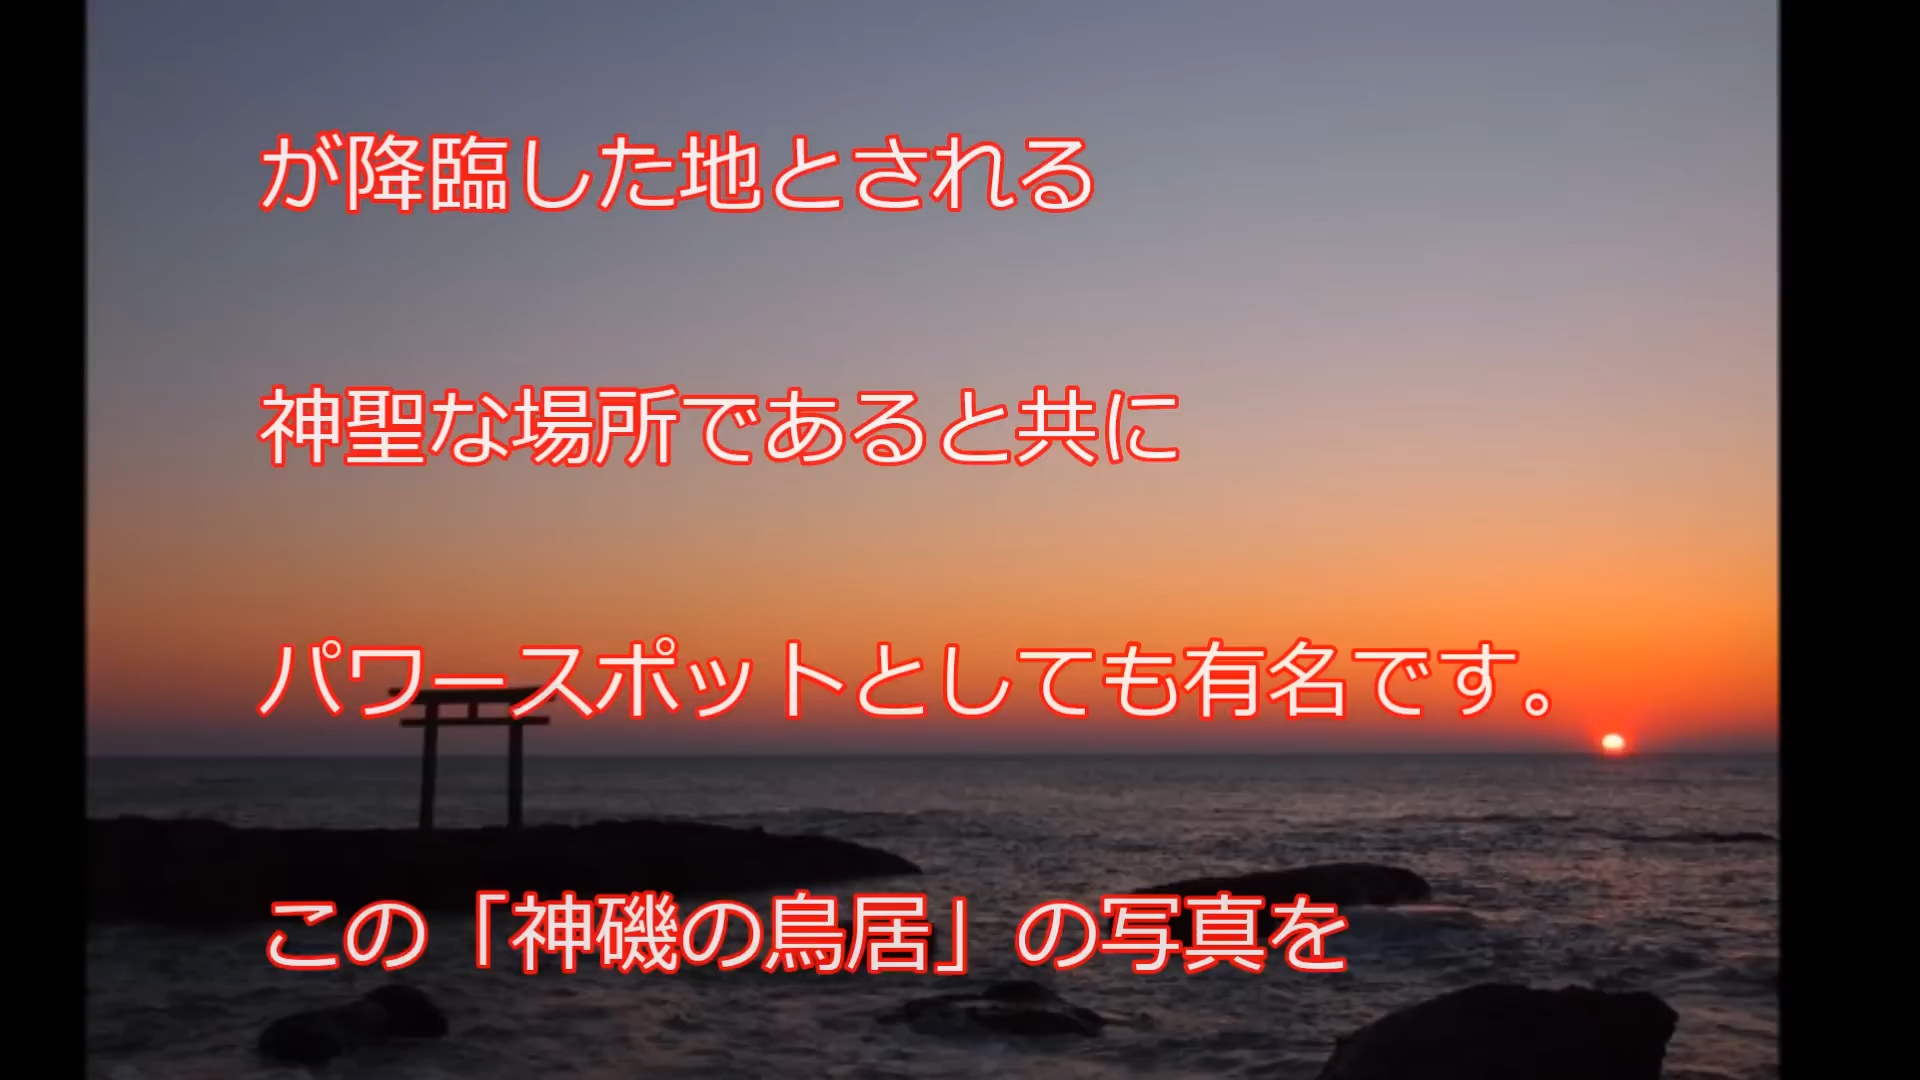 が降臨した地とされる
神聖な場所であると共に
パワースポットとしても有名です。
この「神磯の鳥居」の写真を